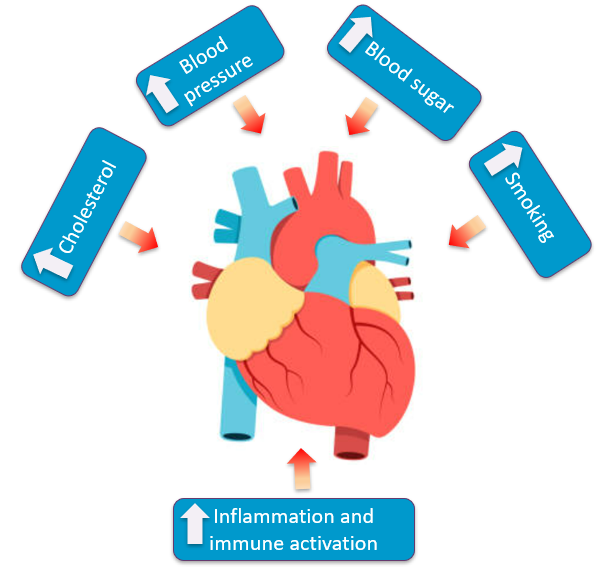 Blood
pressure
Blood sugar
Cholesterol
Smoking
Inflammation and
immune activation